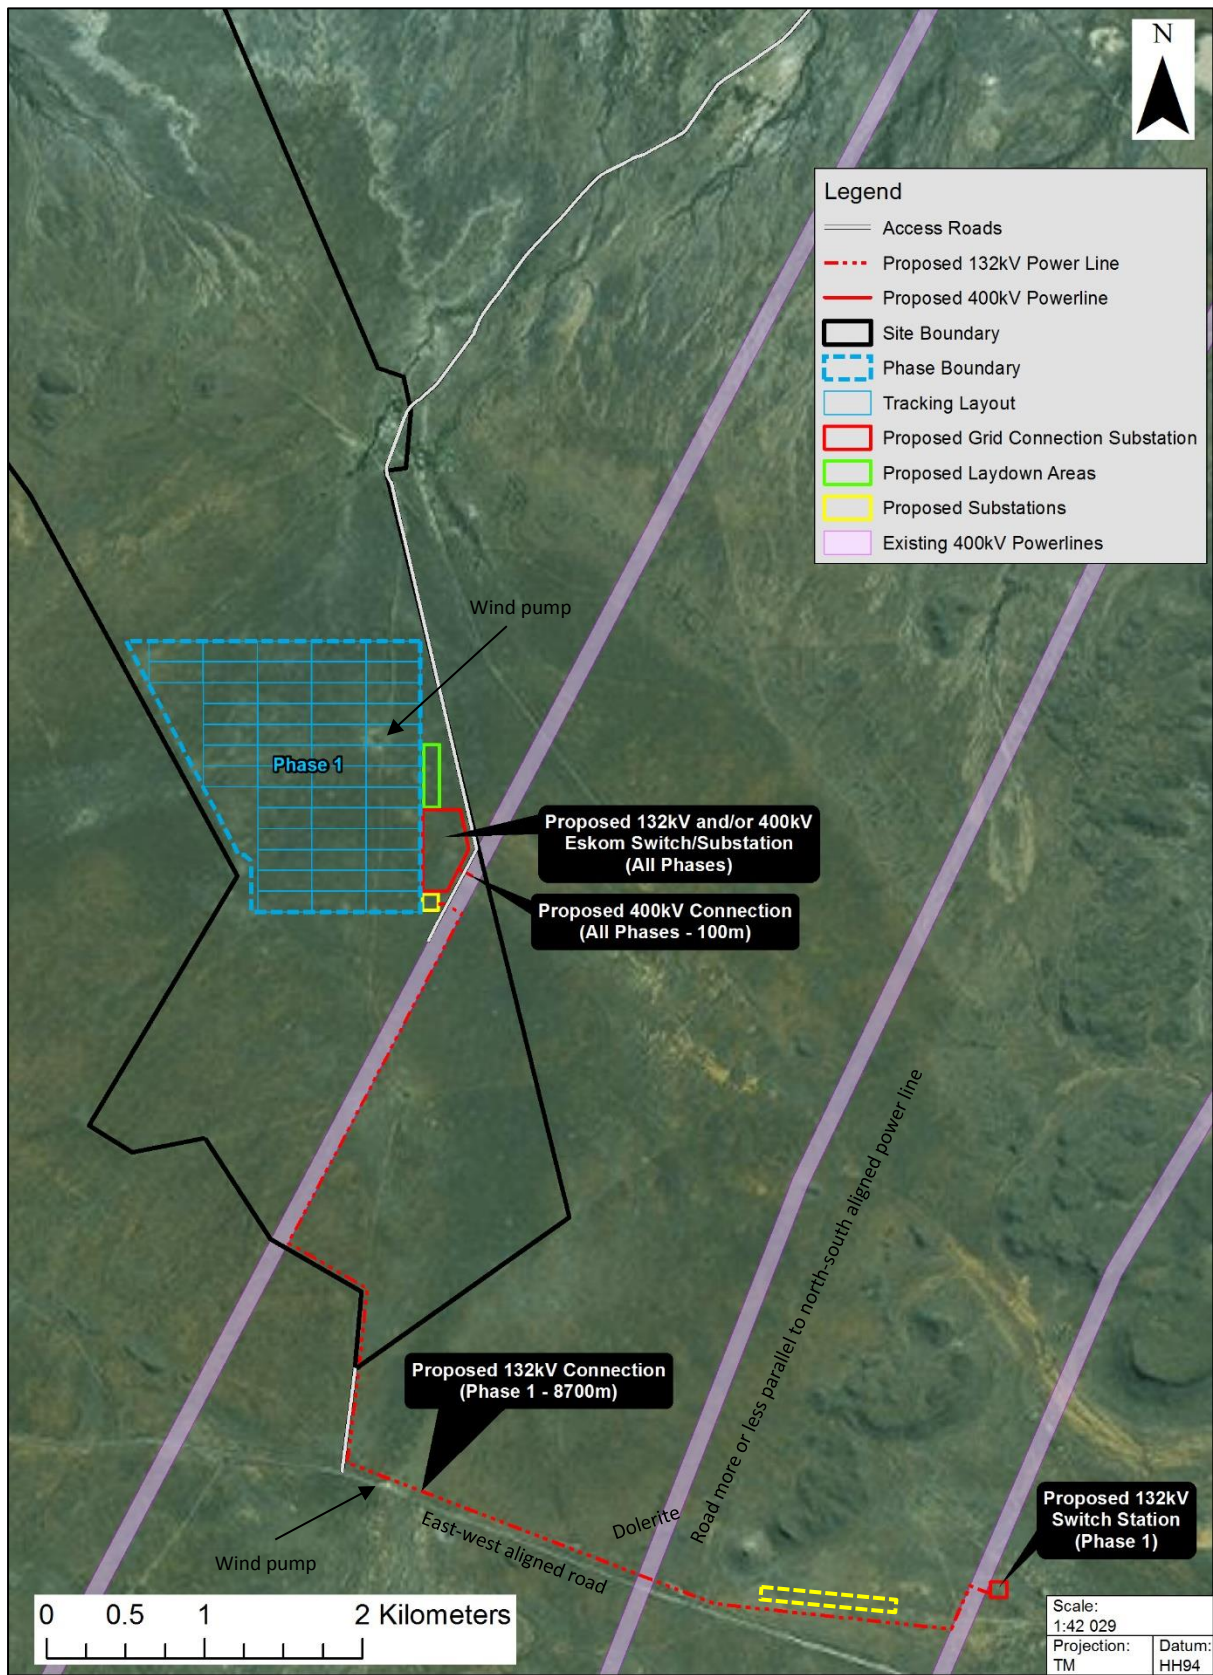 N
Legend
Access Roads
Proposed 132kV Power Line
Proposed 400kV Powerline
Site Boundary
Phase Boundary
Tracking Layout
Proposed Grid Connection Substation
Proposed Laydown Areas
Proposed Substations
Existing 400kV Powerlines
Wind pump
Phase 1
Proposed 132kV and/or 400kV
Eskom Switch/Substation
(All Phases)
Proposed 400kV Connection
(All Phases - 100m)
Road more or less parallel to north-south aligned power line
Proposed 132kV Connection
(Phase 1 - 8700m)
Dolerite
East-west aligned road
Wind pump
Proposed 132kV
Switch Station
(Phase 1)
0 0.5 1 2 Kilometers
Scale:
1:42 029
Projection: Datum:
TM HH94